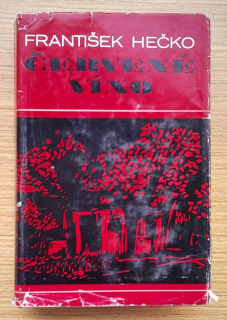 FRANTIŠEK HEČKO
ČERVENÉ
VÍNO